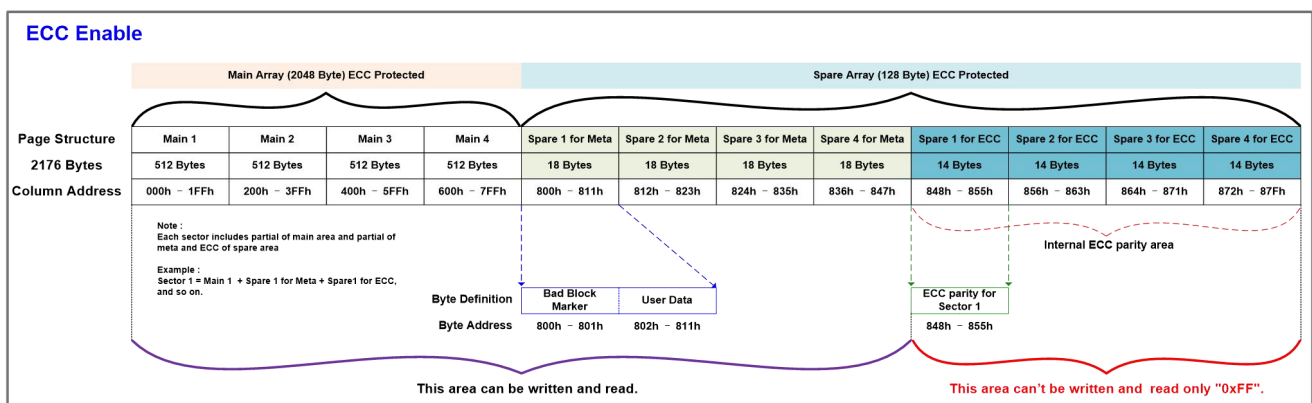 ECC Enable
Main Array (2048 Byte) ECC Protected
Spare Array (128 Byte) ECC Protected
Page Structure
Main 1
Main 2
Main 3
Main 4
Spare 1 for Meta
Spare 2 for Meta
Spare 3 for Meta
Spare 4 for Meta
Spare 1 for ECC
Spare 2 for ECC
Spare 3 for ECC
Spare 4 for ECC
2176 Bytes
512 Bytes
512 Bytes
512 Bytes
512 Bytes
18 Bytes
18 Bytes
18 Bytes
18 Bytes
14 Bytes
14 Bytes
14 Bytes
14 Bytes
Column Address
000h - 1FFh
200h - 3FFh
400h - 5FFh
600h - 7FFh
800h - 811h
812h - 823h
824h - 835h
836h - 847h
848h - 855h
856h - 863h
864h - 871h
872h - 87Fh
Note :
Each sector includes partial of main area and partial of
meta and ECC of spare area
Example :
Sector 1 = Main 1 + Spare 1 for Meta + Spare1 for ECC,
and so on.
Internal ECC parity area
Byte Definition
Bad Block
Marker
User Data
ECC parity for
Sector 1
Byte Address
800h - 801h
802h - 811h
848h - 855h
This area can be written and read.
This area can't be written and read only "0xFF".